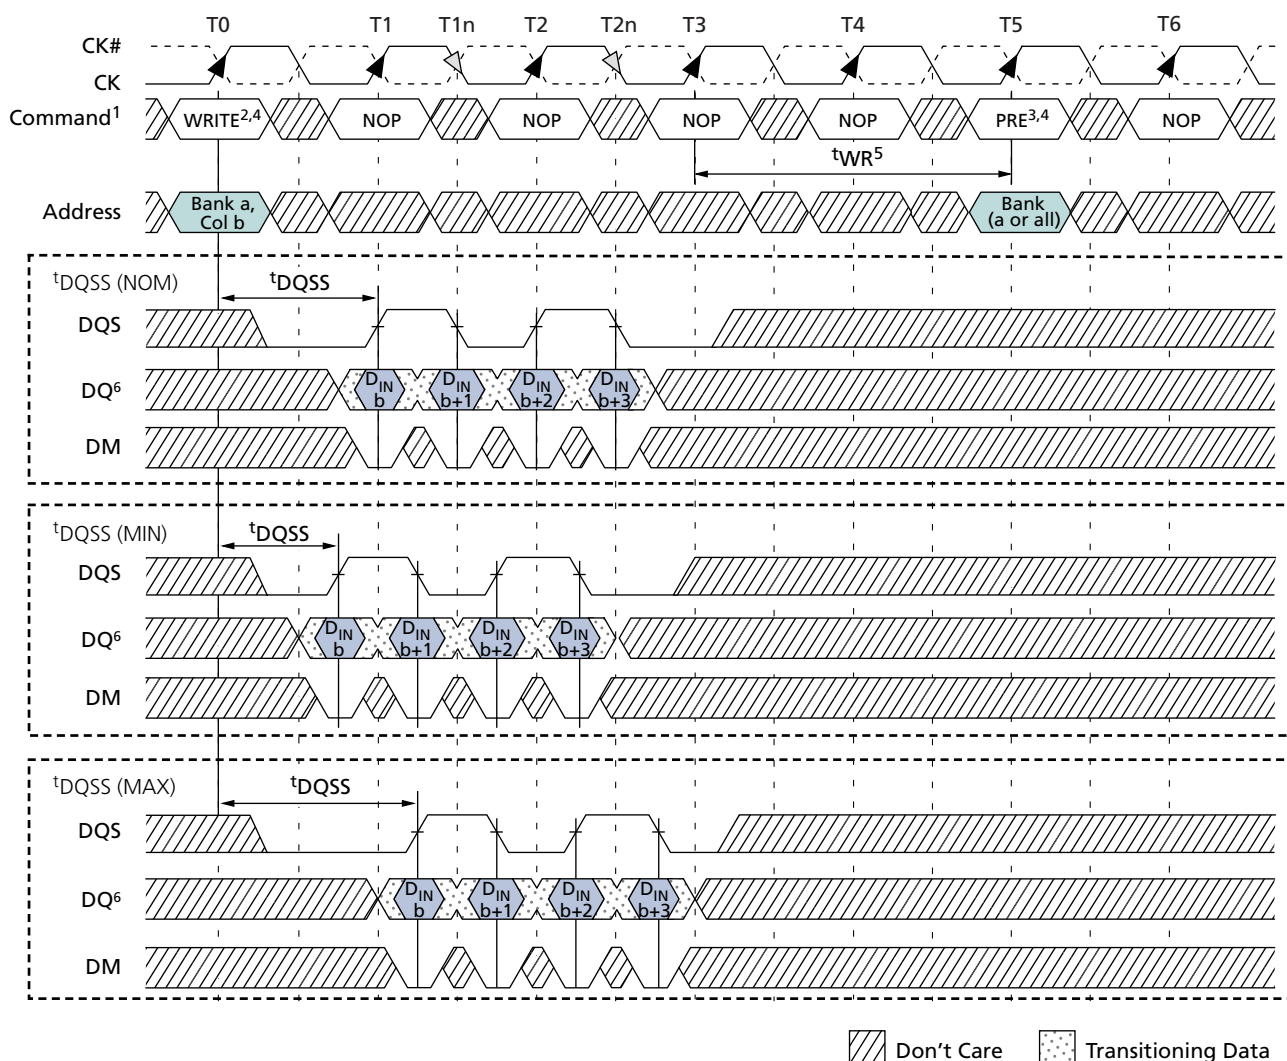 T0 T1 T1n T2 T2n T3 T4 T5 T6
CK#
CK
Command1 WRITE2,4 NOP NOP NOP NOP PRE3,4 NOP
tWR5
Address Bank a, Col b Bank (a or all)
tDQSS (NOM) tDQSS
DQS
DQ6 DIN b DIN b+1 DIN b+2 DIN b+3
DM
tDQSS (MIN) tDQSS
DQS
DQ6 DIN b DIN b+1 DIN b+2 DIN b+3
DM
tDQSS (MAX) tDQSS
DQS
DQ6 DIN b DIN b+1 DIN b+2 DIN b+3
DM
Don't Care Transitioning Data